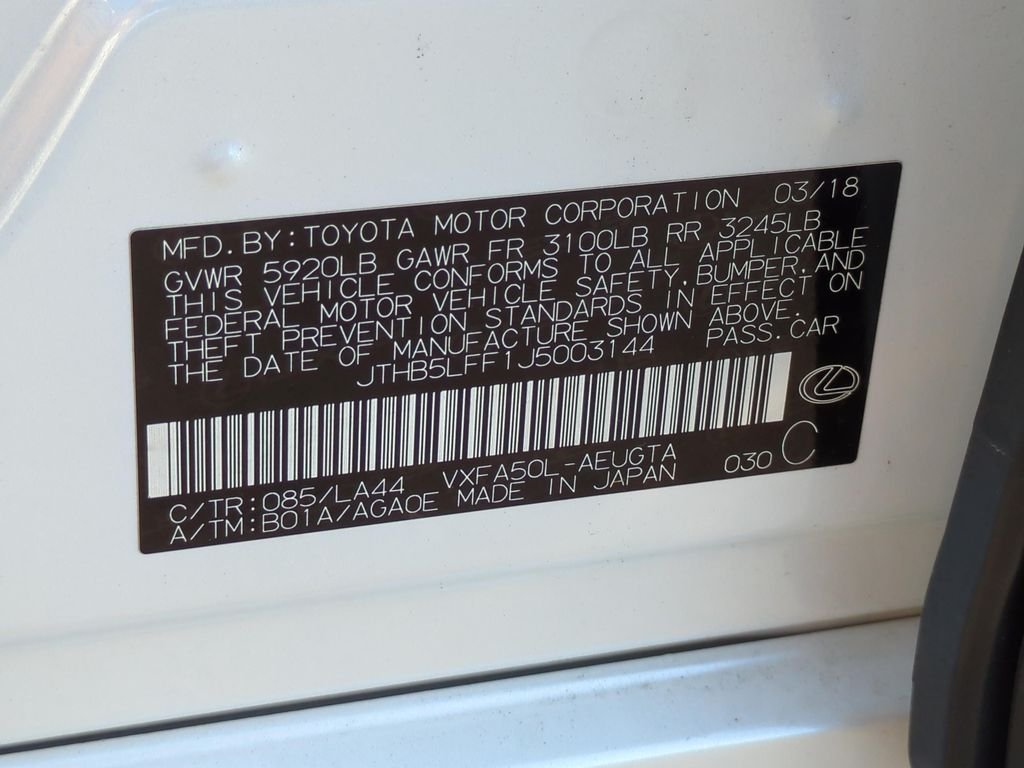 MFD. BY: TOYOTA MOTOR CORPORATION 03/18
GVWR 5920LB GAWR FR 3100LB RR 3245LB
THIS VEHICLE CONFORMS TO ALL APPLICABLE
FEDERAL MOTOR VEHICLE SAFETY, BUMPER, AND
THEFT PREVENTION STANDARDS IN EFFECT ON
THE DATE OF MANUFACTURE SHOWN ABOVE.
JTHB5LFF1J5003144 PASS. CAR
C/TR: 085/LA44 VXFA50L-AEUGTA 030 C
A/TM: B01A/AGA0E MADE IN JAPAN